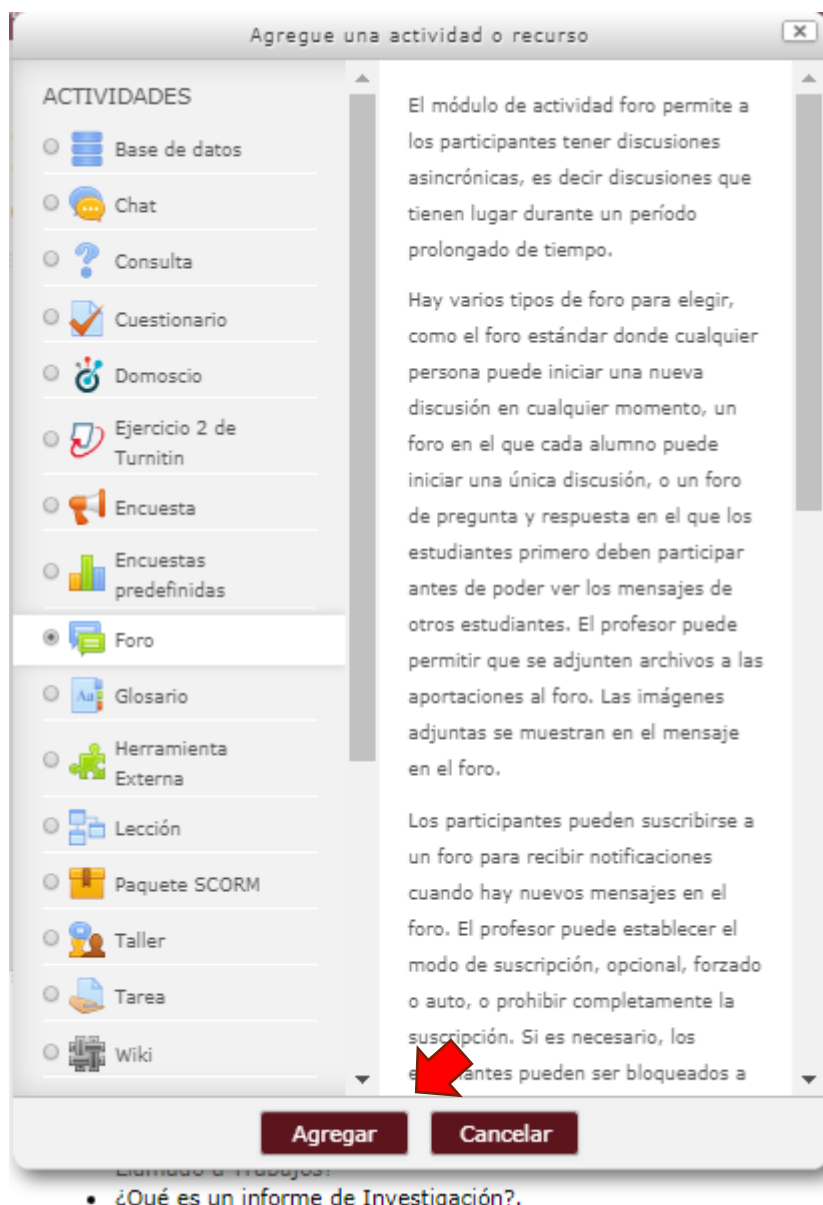 Agregue una actividad o recurso
ACTIVIDADES
Base de datos
Chat
Consulta
Cuestionario
Domoscio
Ejercicio 2 de
Turnitin
Encuesta
Encuestas
predefinidas
Foro
Glosario
Herramienta
Externa
Lección
Paquete SCORM
Taller
Tarea
Wiki
El módulo de actividad foro permite a
los participantes tener discusiones
asincrónicas, es decir discusiones que
tienen lugar durante un período
prolongado de tiempo.
Hay varios tipos de foro para elegir,
como el foro estándar donde cualquier
persona puede iniciar una nueva
discusión en cualquier momento, un
foro en el que cada alumno puede
iniciar una única discusión, o un foro
de pregunta y respuesta en el que los
estudiantes primero deben participar
antes de poder ver los mensajes de
otros estudiantes. El profesor puede
permitir que se adjunten archivos a las
aportaciones al foro. Las imágenes
adjuntas se muestran en el mensaje
en el foro.
Los participantes pueden suscribirse a
un foro para recibir notificaciones
cuando hay nuevos mensajes en el
foro. El profesor puede establecer el
modo de suscripción, opcional, forzado
o auto, o prohibir completamente la
suscripción. Si es necesario, los
pueden ser bloqueados a
Agregar
Cancelar
Llamado a Trabajos?
¿Qué es un informe de Investigación?.